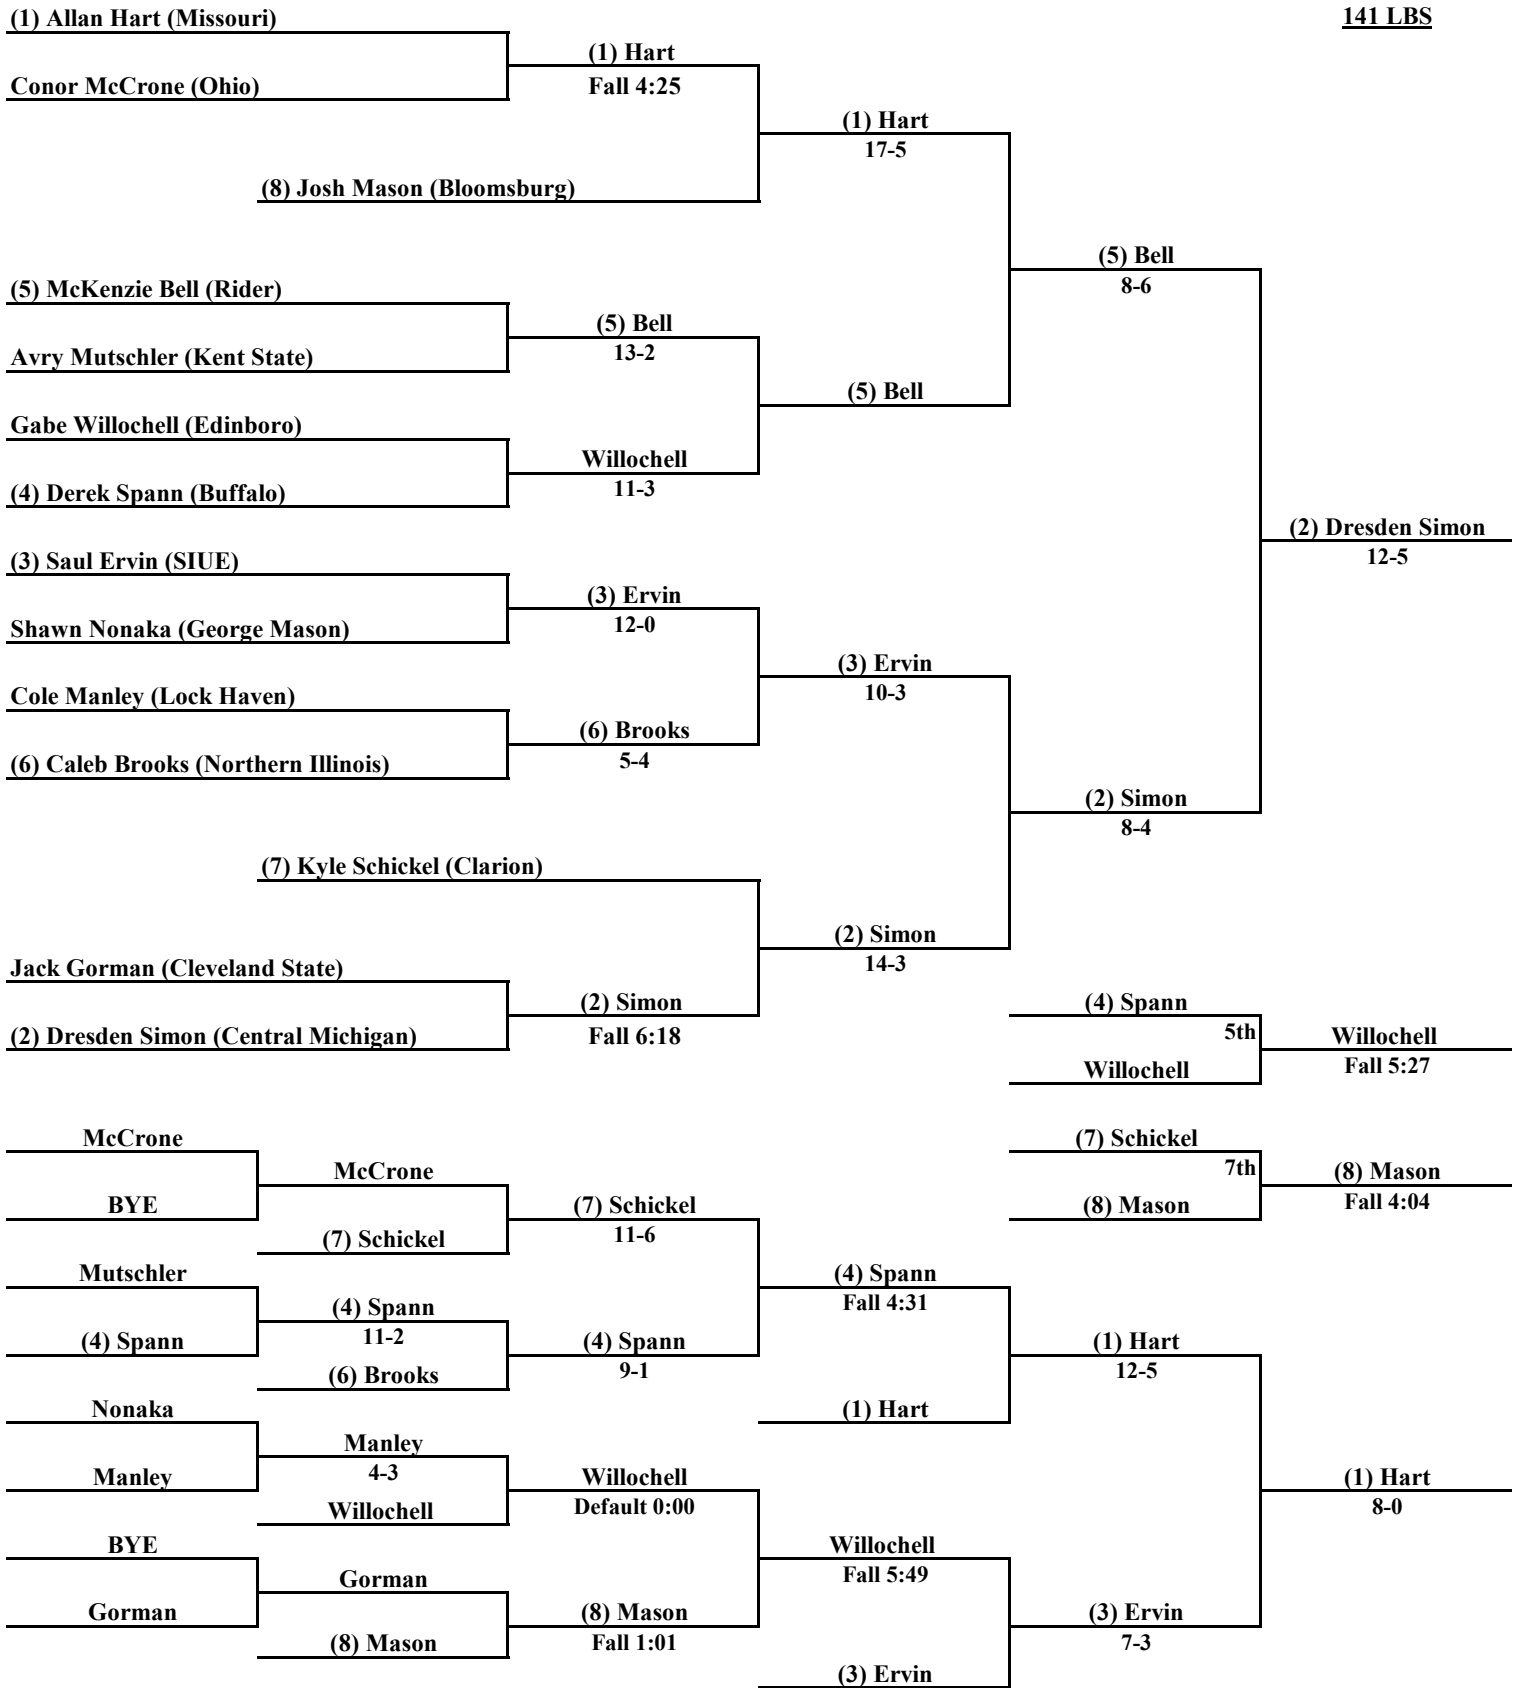 (1) Allan Hart (Missouri)
141 LBS
(1) Hart
Conor McCrone (Ohio)
Fall 4:25
(1) Hart
17-5
(8) Josh Mason (Bloomsburg)
(5) Bell
8-6
(5) McKenzie Bell (Rider)
(5) Bell
13-2
Avry Mutschler (Kent State)
(5) Bell
Gabe Willochell (Edinboro)
Willochell
11-3
(4) Derek Spann (Buffalo)
(2) Dresden Simon
12-5
(3) Saul Ervin (SIUE)
(3) Ervin
12-0
Shawn Nonaka (George Mason)
(3) Ervin
10-3
Cole Manley (Lock Haven)
(6) Brooks
5-4
(6) Caleb Brooks (Northern Illinois)
(2) Simon
8-4
(7) Kyle Schickel (Clarion)
(2) Simon
14-3
Jack Gorman (Cleveland State)
(2) Simon
Fall 6:18
(2) Dresden Simon (Central Michigan)
(4) Spann
5th
Willochell
Willochell
Fall 5:27
McCrone
BYE
McCrone
(7) Schickel
(7) Schickel
11-6
(7) Schickel
7th
(8) Mason
(8) Mason
Fall 4:04
Mutschler
(4) Spann
(4) Spann
11-2
(6) Brooks
(4) Spann
9-1
(4) Spann
Fall 4:31
(1) Hart
(1) Hart
12-5
Nonaka
Manley
Manley
4-3
Willochell
Willochell
Default 0:00
(1) Hart
8-0
BYE
Gorman
Gorman
(8) Mason
(8) Mason
Fall 1:01
Willochell
Fall 5:49
(3) Ervin
(3) Ervin
7-3